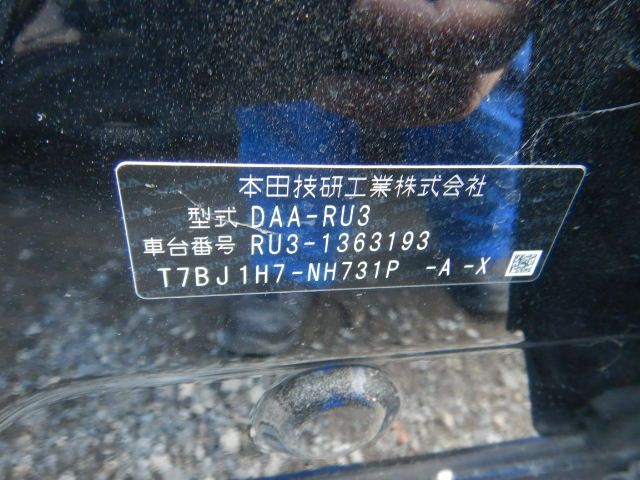 本田技研工業株式会社
型式 DAA-RU3
車台番号 RU3-1363193
T7BJ1H7-NH731P -A -X